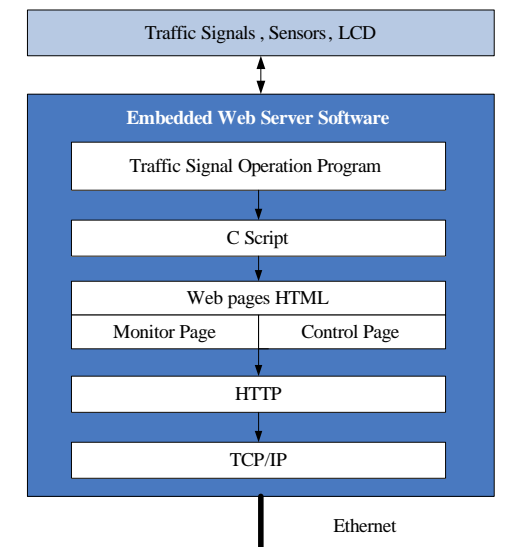 Traffic Signals , Sensors, LCD
Embedded Web Server Software
Traffic Signal Operation Program
C Script
Web pages HTML
Monitor Page
Control Page
HTTP
TCP/IP
Ethernet